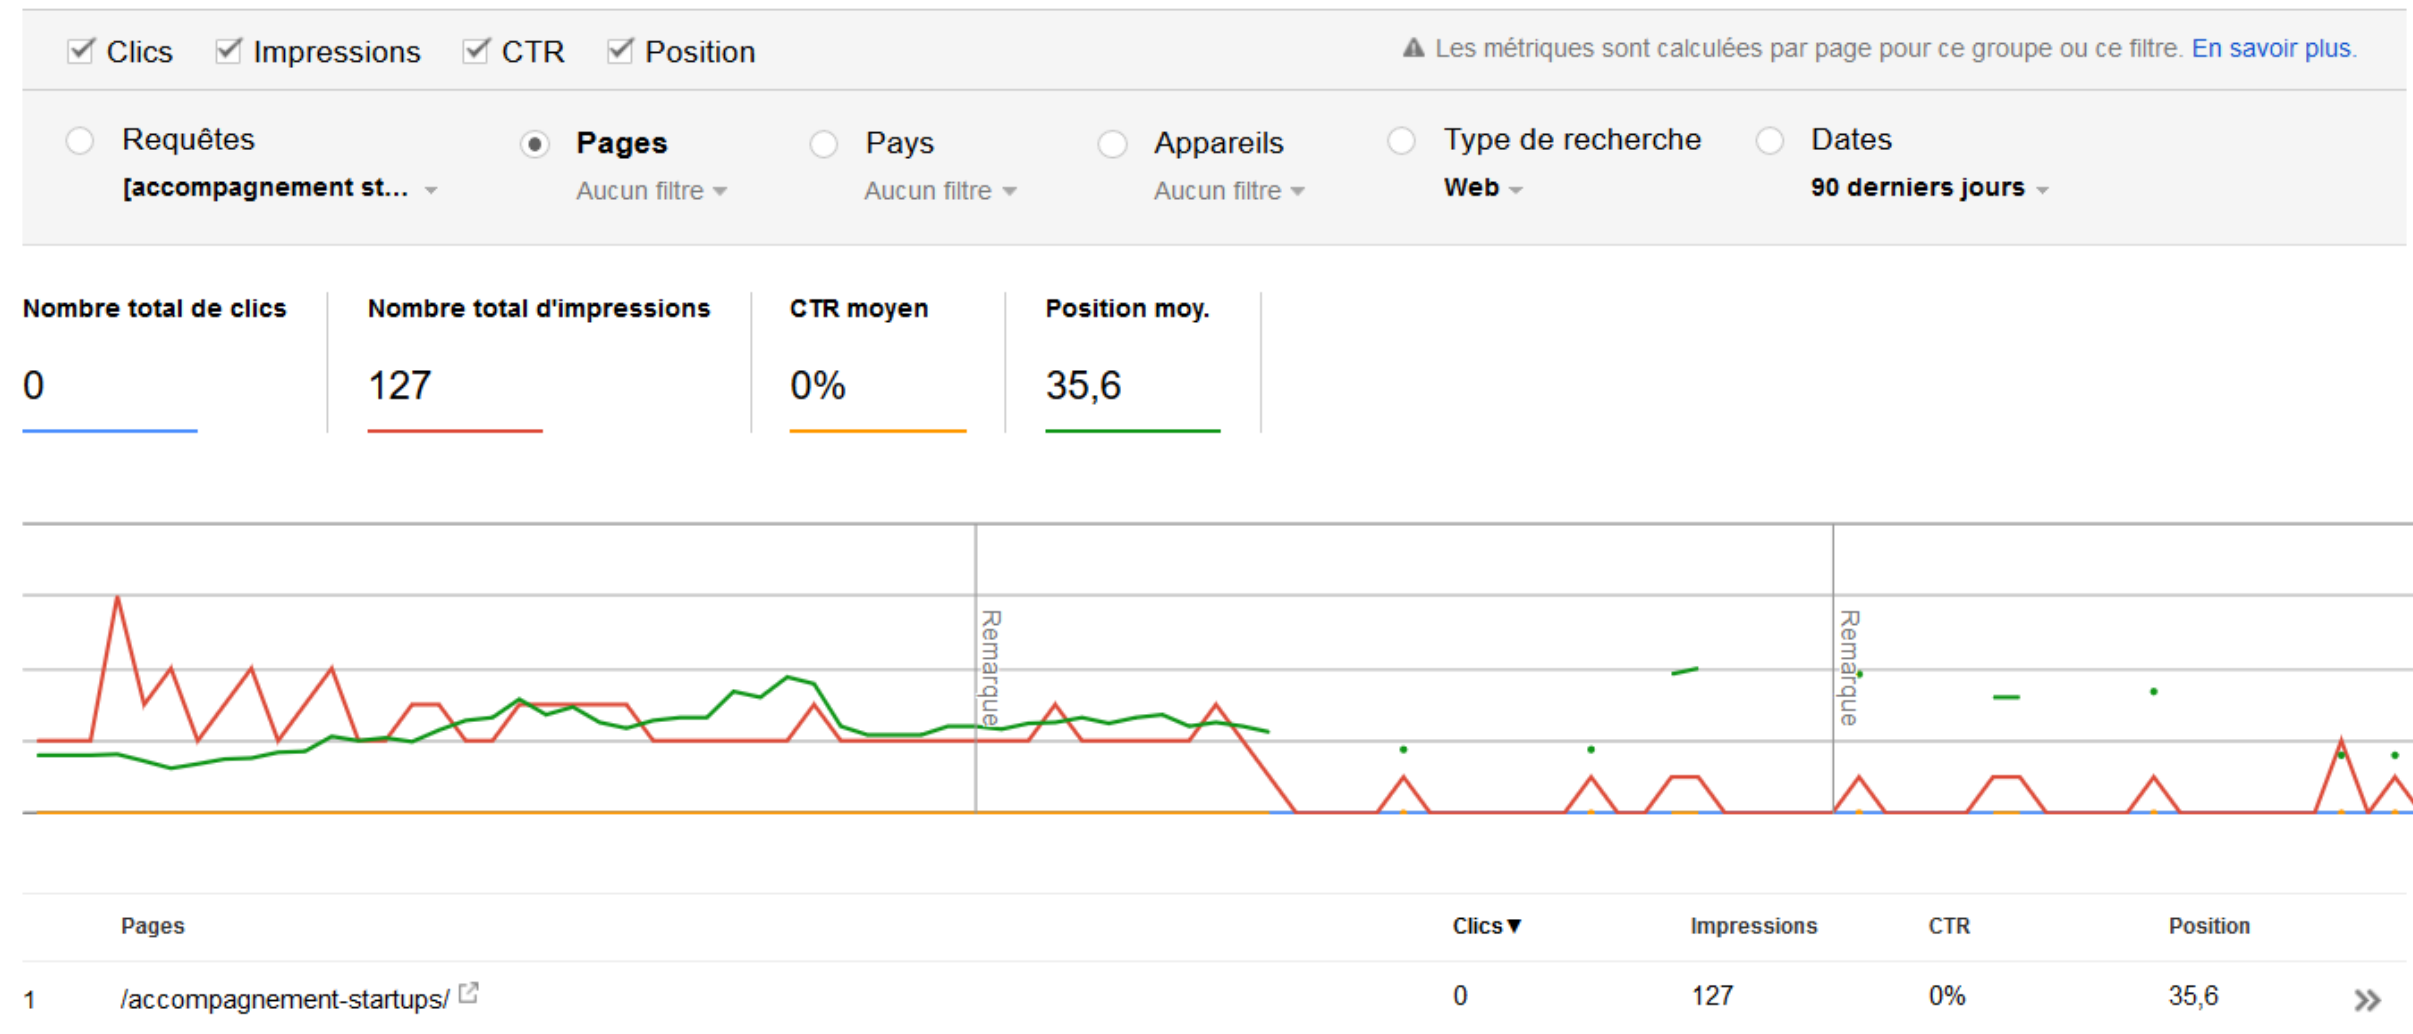 Clics Impressions CTR Position
Les métriques sont calculées par page pour ce groupe ou ce filtre. En savoir plus.
Requêtes Pages Pays Appareils Type de recherche Dates
[accompagnement st... Aucun filtre Aucun filtre Aucun filtre Web 90 derniers jours
Nombre total de clics Nombre total d'impressions CTR moyen Position moy.
0 127 0% 35,6
Remarque Remarque
Pages Clics▼ Impressions CTR Position
1 /accompagnement-startups/ 0 127 0% 35,6 »